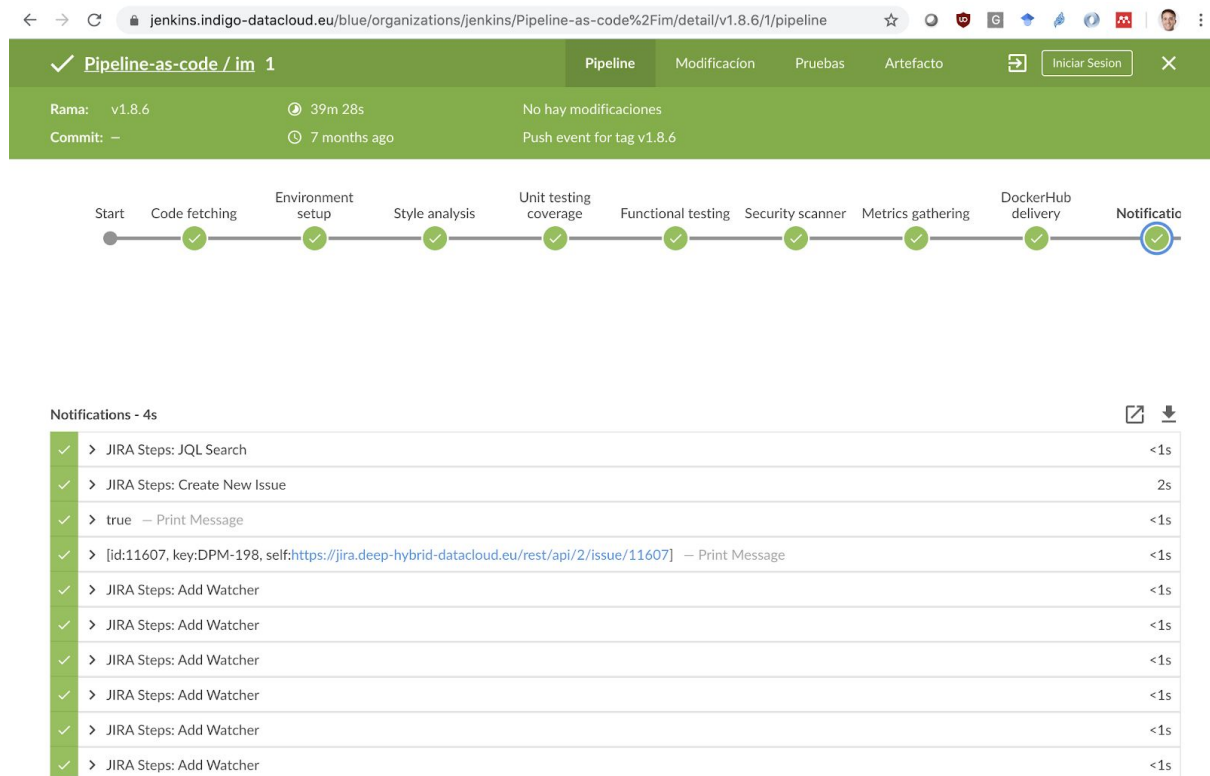 jenkins.indigo-datacloud.eu/blue/organizations/jenkins/Pipeline-as-code%2Fim/detail/v1.8.6/1/pipeline
Pipeline-as-code / im 1 Pipeline Modificacíon Pruebas Artefacto Iniciar Sesion
Rama: v1.8.6 39m 28s No hay modificaciones
Commit: – 7 months ago Push event for tag v1.8.6
Start Code fetching Environment setup Style analysis Unit testing coverage Functional testing Security scanner Metrics gathering DockerHub delivery Notificatio
Notifications - 4s
JIRA Steps: JQL Search <1s
JIRA Steps: Create New Issue 2s
true — Print Message <1s
[id:11607, key:DPM-198, self:https://jira.deep-hybrid-datacloud.eu/rest/api/2/issue/11607] — Print Message <1s
JIRA Steps: Add Watcher <1s
JIRA Steps: Add Watcher <1s
JIRA Steps: Add Watcher <1s
JIRA Steps: Add Watcher <1s
JIRA Steps: Add Watcher <1s
JIRA Steps: Add Watcher <1s